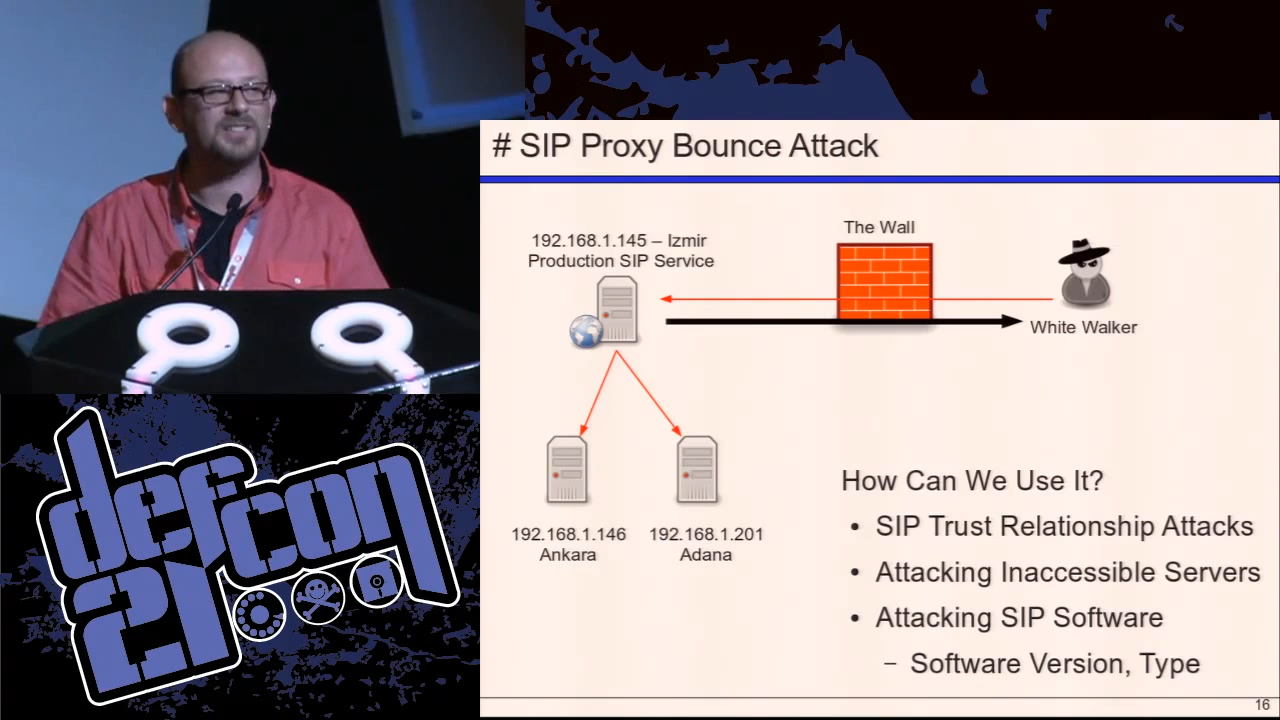 # SIP Proxy Bounce Attack
192.168.1.145 – Izmir
Production SIP Service
The Wall
White Walker
192.168.1.146
Ankara
192.168.1.201
Adana
How Can We Use It?
• SIP Trust Relationship Attacks
• Attacking Inaccessible Servers
• Attacking SIP Software
– Software Version, Type
16
defcon
21